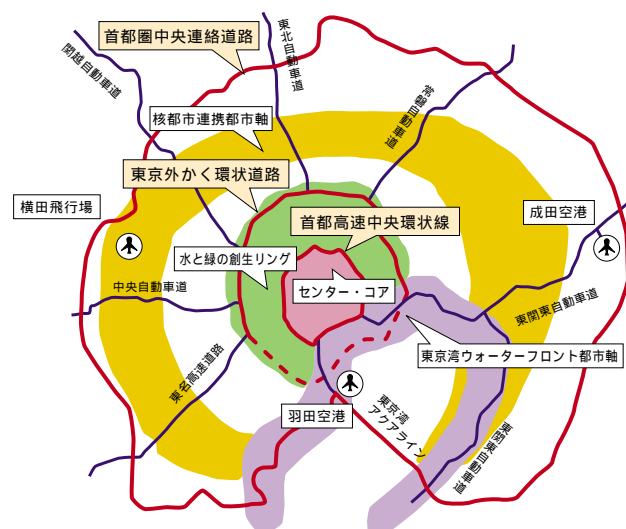 首都圏中央連絡道路
東北自動車道
関越自動車道
常磐自動車道
核都市連携都市軸
東京外かく環状道路
横田飛行場
首都高速中央環状線
成田空港
水と緑の創生リング
中央自動車道
センター・コア
東関東自動車道
東京湾ウォーターフロント都市軸
東名高速道路
羽田空港
東京湾
アクアライン
東関東自動車道